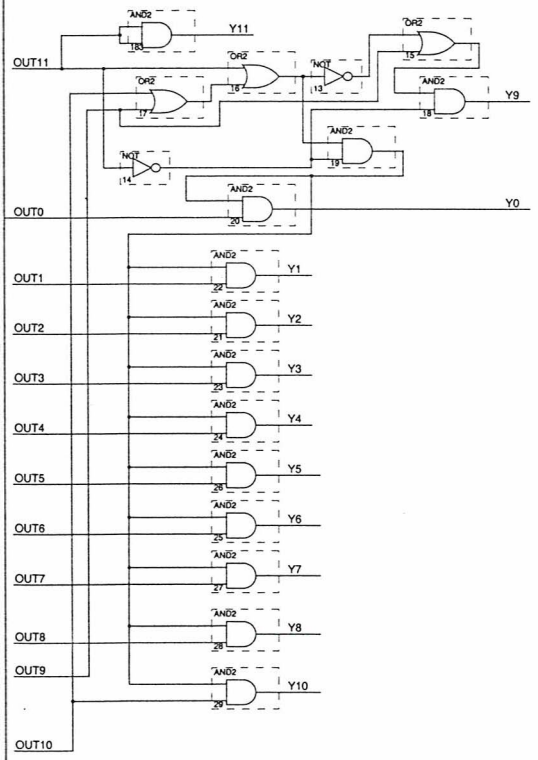 AND2
Y11
183
OR2
OUT11
OR2
16
NOT
13
15
AND2
Y9
18
OR2
17
AND2
19
NOT
14
AND2
OUT0
20
Y0
AND2
Y1
OUT1
22
AND2
Y2
OUT2
21
AND2
Y3
OUT3
23
AND2
Y4
OUT4
24
AND2
Y5
OUT5
26
AND2
Y6
OUT6
25
AND2
Y7
OUT7
27
AND2
Y8
OUT8
28
OUT9
AND2
Y10
29
OUT10